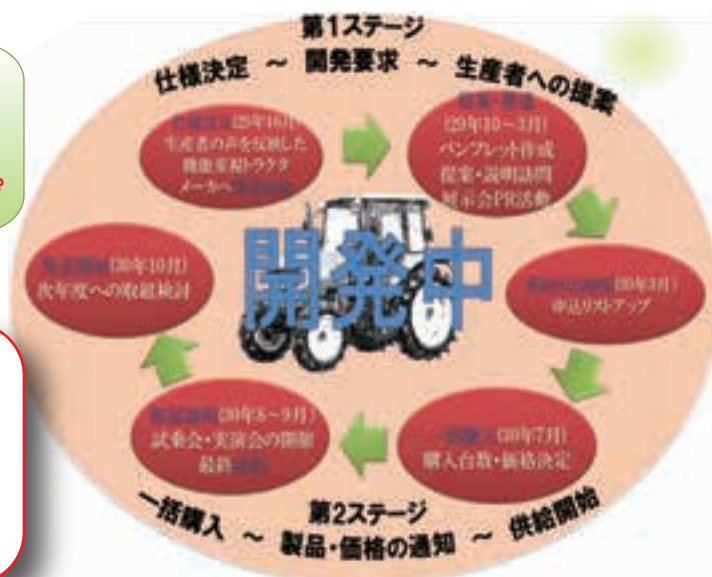 第1ステージ
仕様決定 ～ 開発要求 ～ 生産者への提案
(29年10月)
生産者の声を反映した
機能重視トラクタ
メーカへ
(29年10～3月)
パンフレット作成
提案・説明訪問
展示会PR活動
(30年3月)
申込リストアップ
(30年7月)
購入台数・価格決定
(30年8～9月)
試乗会・実演会の開催
最終
(30年10月)
次年度への取組検討
開発中
第2ステージ
一括購入 ～ 製品・価格の通知 ～ 供給開始